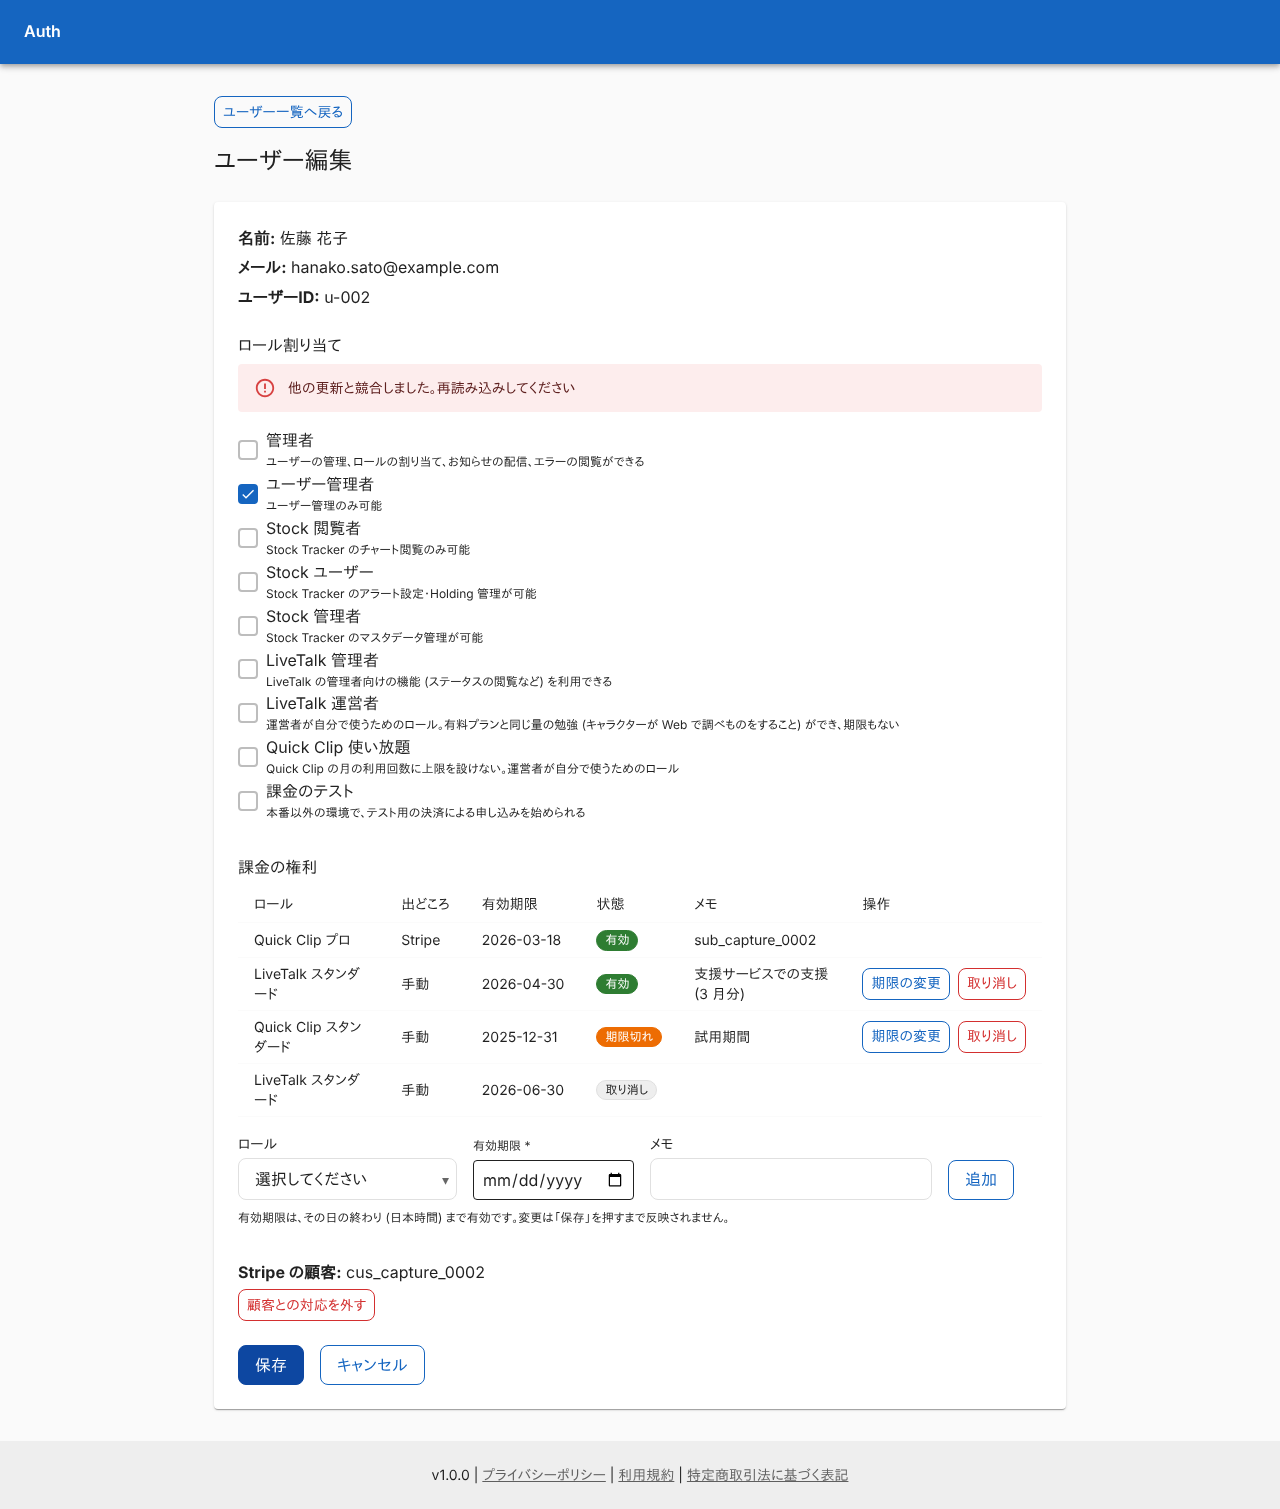 Auth
ユーザー一覧へ戻る
ユーザー編集
名前: 佐藤 花子
メール: hanako.sato@example.com
ユーザーID: u-002
ロール割り当て
他の更新と競合しました。再読み込みしてください
管理者
ユーザーの管理、ロールの割り当て、お知らせの配信、エラーの閲覧ができる
ユーザー管理者
ユーザー管理のみ可能
Stock 閲覧者
Stock Tracker のチャート閲覧のみ可能
Stock ユーザー
Stock Tracker のアラート設定・Holding 管理が可能
Stock 管理者
Stock Tracker のマスタデータ管理が可能
LiveTalk 管理者
LiveTalk の管理者向けの機能 (ステータスの閲覧など) を利用できる
LiveTalk 運営者
運営者が自分で使うためのロール。有料プランと同じ量の勉強 (キャラクターが Web で調べものをすること) ができ、期限もない
Quick Clip 使い放題
Quick Clip の月の利用回数に上限を設けない。運営者が自分で使うためのロール
課金のテスト
本番以外の環境で、テスト用の決済による申し込みを始められる
課金の権利
ロール 出どころ 有効期限 状態 メモ 操作
Quick Clip プロ Stripe 2026-03-18 有効 sub_capture_0002
LiveTalk スタンダード 手動 2026-04-30 有効 支援サービスでの支援 (3 月分) 期限の変更 取り消し
Quick Clip スタンダード 手動 2025-12-31 期限切れ 試用期間 期限の変更 取り消し
LiveTalk スタンダード 手動 2026-06-30 取り消し
ロール 有効期限 * メモ
選択してください ▾ mm/dd/yyyy 追加
有効期限は、その日の終わり (日本時間) まで有効です。変更は「保存」を押すまで反映されません。
Stripe の顧客: cus_capture_0002
顧客との対応を外す
保存 キャンセル
v1.0.0 | プライバシーポリシー | 利用規約 | 特定商取引法に基づく表記